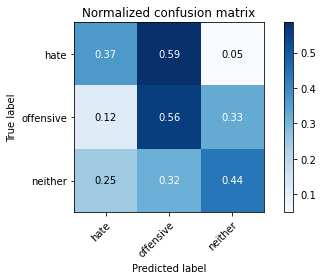 Normalized confusion matrix
True label
hate
0.37 0.59 0.05
offensive
0.12 0.56 0.33
neither
0.25 0.32 0.44
hate
offensive
neither
Predicted label
0.5
0.4
0.3
0.2
0.1